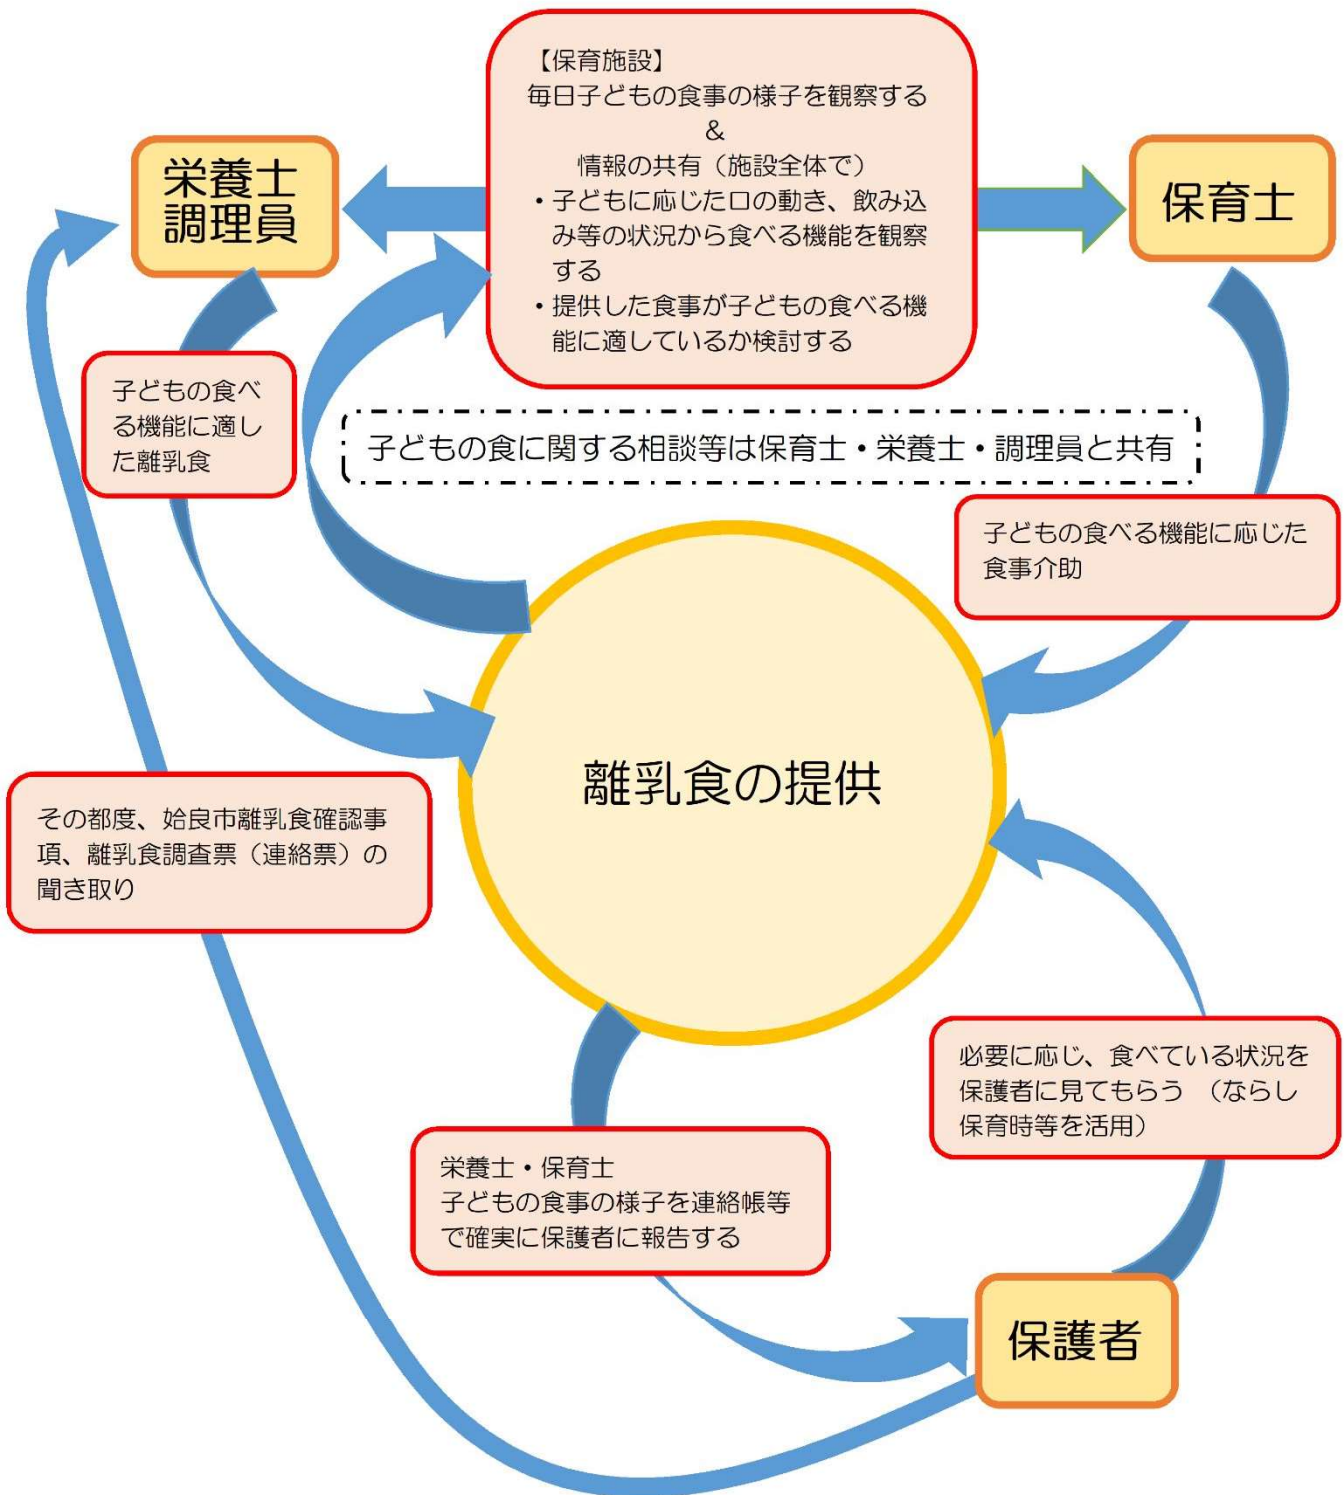 【保育施設】
毎日子どもの食事の様子を観察する
&
情報の共有（施設全体で）
・子どもに応じた口の動き、飲み込
み等の状況から食べる機能を観察
する
・提供した食事が子どもの食べる機
能に適しているか検討する
栄養士
調理員
保育士
子どもの食べ
る機能に適し
た離乳食
子どもの食に関する相談等は保育士・栄養士・調理員と共有
子どもの食べる機能に応じた
食事介助
離乳食の提供
その都度、姶良市離乳食確認事
項、離乳食調査票（連絡票）の
聞き取り
必要に応じ、食べている状況を
保護者に見てもらう （ならし
保育時等を活用）
栄養士・保育士
子どもの食事の様子を連絡帳等
で確実に保護者に報告する
保護者